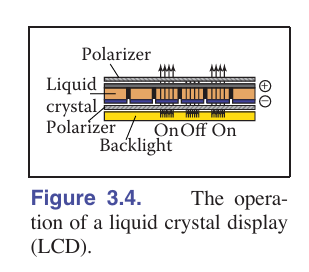 Polarizer
Liquid
crystal
Polarizer
On Off On
Backlight
Figure 3.4. The opera-
tion of a liquid crystal display
(LCD).